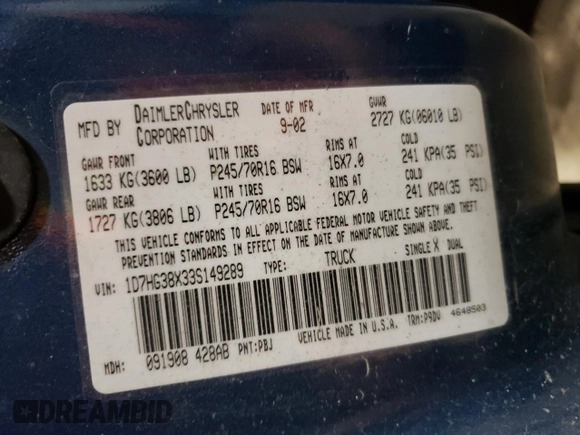 MFD BY DAIMLERCHRYSLER CORPORATION DATE OF MFR 9-02 GVWR 2727 KG(06010 LB)
GAWR FRONT WITH TIRES RIMS AT COLD
1633 KG(3600 LB) P245/70R16 BSW 16X7.0 241 KPA(35 PSI)
GAWR REAR WITH TIRES RIMS AT COLD
1727 KG(3806 LB) P245/70R16 BSW 16X7.0 241 KPA(35 PSI)
THIS VEHICLE CONFORMS TO ALL APPLICABLE FEDERAL MOTOR VEHICLE SAFETY AND THEFT
PREVENTION STANDARDS IN EFFECT ON THE DATE OF MANUFACTURE SHOWN ABOVE.
VIN: 1D7HG38X33S149289 TYPE: TRUCK SINGLE X DUAL
MDH: 091908 428AB PNT:PBJ VEHICLE MADE IN U.S.A. TRM:P9DV 4648503
DREAMBID